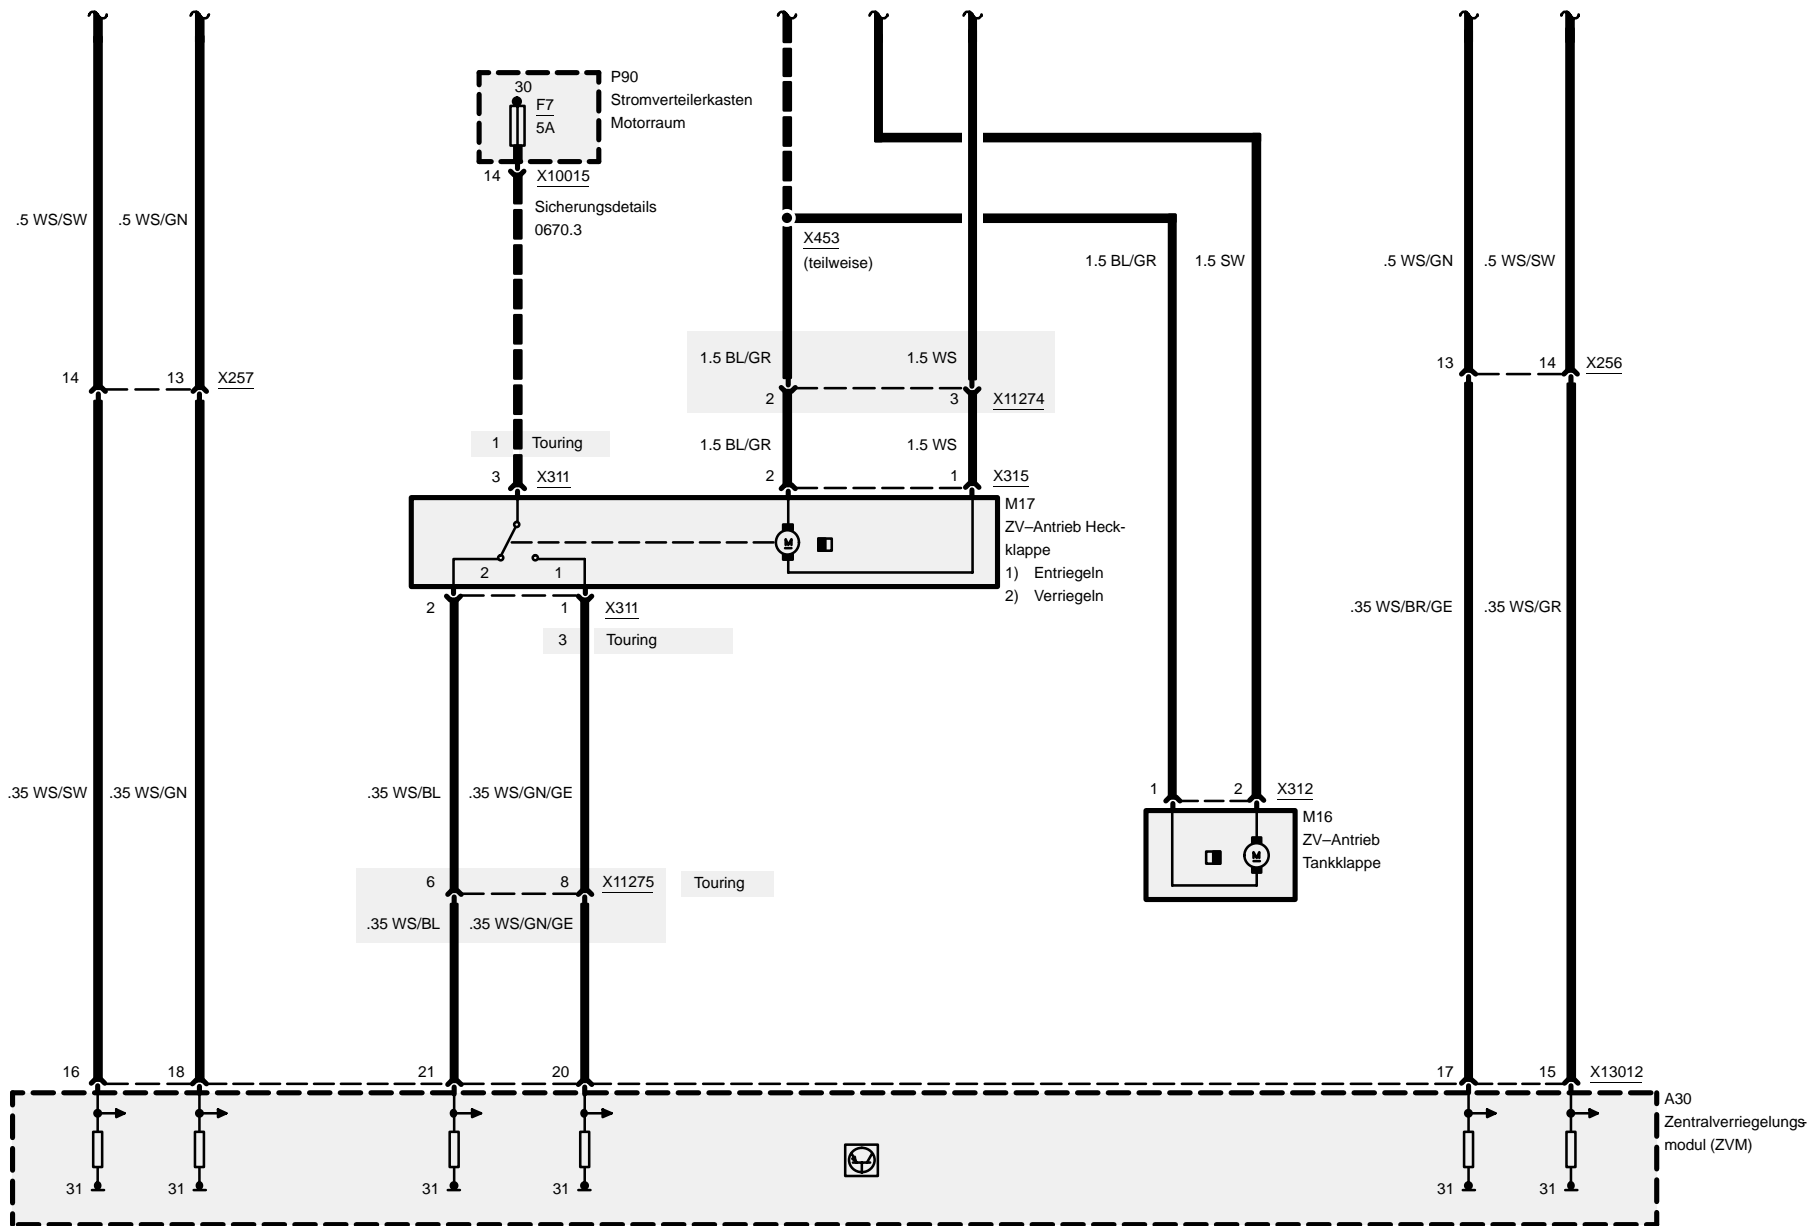 P90
30
Stromverteilerkasten
F7
5A
Motorraum
14 X10015
Sicherungsdetails
0670.3
.5 WS/SW .5 WS/GN
X453
(teilweise)
1.5 BL/GR 1.5 SW
.5 WS/GN .5 WS/SW
1.5 BL/GR 1.5 WS
13 14 X256
14 13 X257
2 3 X11274
1 Touring
1.5 BL/GR 1.5 WS
3 X311
2 1 X315
M17
ZV–Antrieb Heck-
klappe
1) Entriegeln
2) Verriegeln
M
2 1
2 1 X311
3 Touring
.35 WS/BR/GE .35 WS/GR
.35 WS/SW .35 WS/GN
.35 WS/BL .35 WS/GN/GE
1 2 X312
M16
ZV–Antrieb
Tankklappe
M
6 8 X11275 Touring
.35 WS/BL .35 WS/GN/GE
16 18 21 20 17 15 X13012
A30
Zentralverriegelungs-
modul (ZVM)
31 31 31 31 31 31